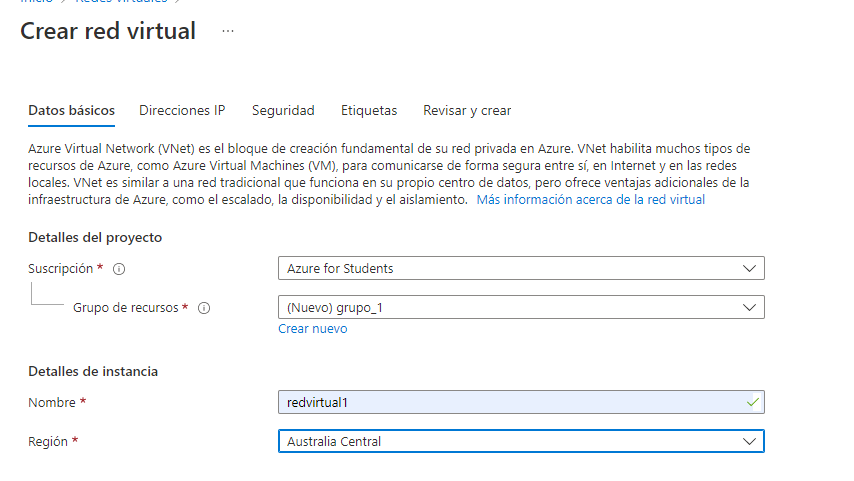 Inicio > Redes virtuales >
Crear red virtual ...
Datos básicos Direcciones IP Seguridad Etiquetas Revisar y crear
Azure Virtual Network (VNet) es el bloque de creación fundamental de su red privada en Azure. VNet habilita muchos tipos de
recursos de Azure, como Azure Virtual Machines (VM), para comunicarse de forma segura entre sí, en Internet y en las redes
locales. VNet es similar a una red tradicional que funciona en su propio centro de datos, pero ofrece ventajas adicionales de la
infraestructura de Azure, como el escalado, la disponibilidad y el aislamiento. Más información acerca de la red virtual
Detalles del proyecto
Suscripción * Azure for Students
Grupo de recursos * (Nuevo) grupo_1
Crear nuevo
Detalles de instancia
Nombre * redvirtual1
Región * Australia Central